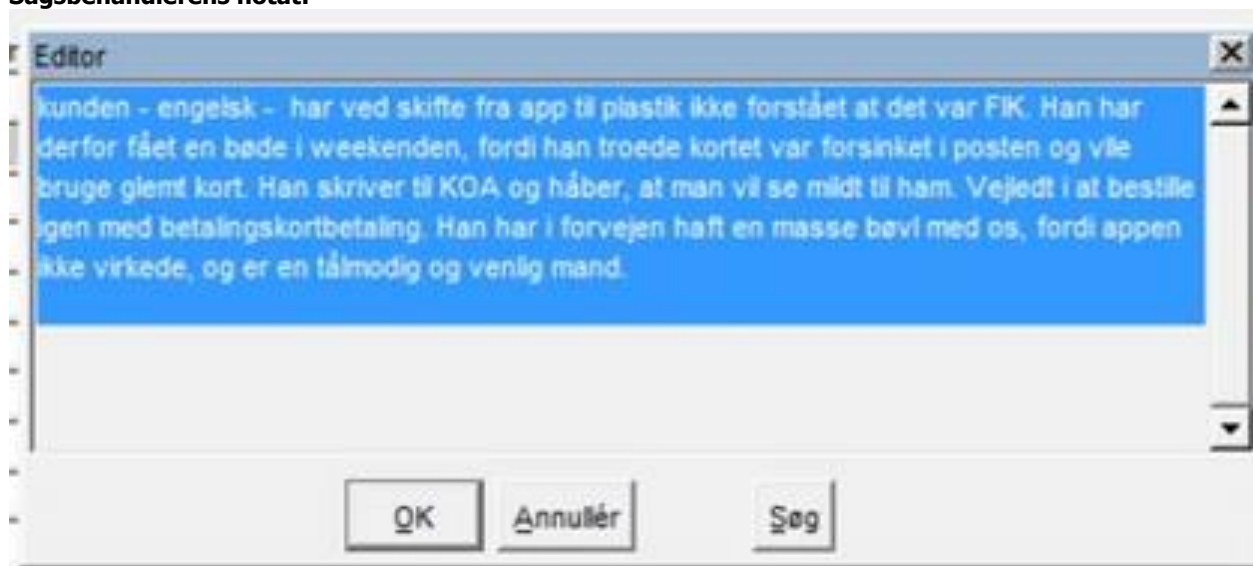 Sagsbehandlerens notat:
Editor
kunden - engelsk - har ved skifte fra app til plastik ikke forstået at det var FIK. Han har
derfor fået en bøde i weekenden, fordi han troede kortet var forsinket i posten og vlle
bruge glemt kort. Han skriver til KOA og håber, at man vil se mildt til ham. Vejledt i at bestille
igen med betalingskortbetaling. Han har i forvejen haft en masse bøvl med os, fordi appen
ikke virkede, og er en tålmodig og venlig mand.
OK Annullér Søg